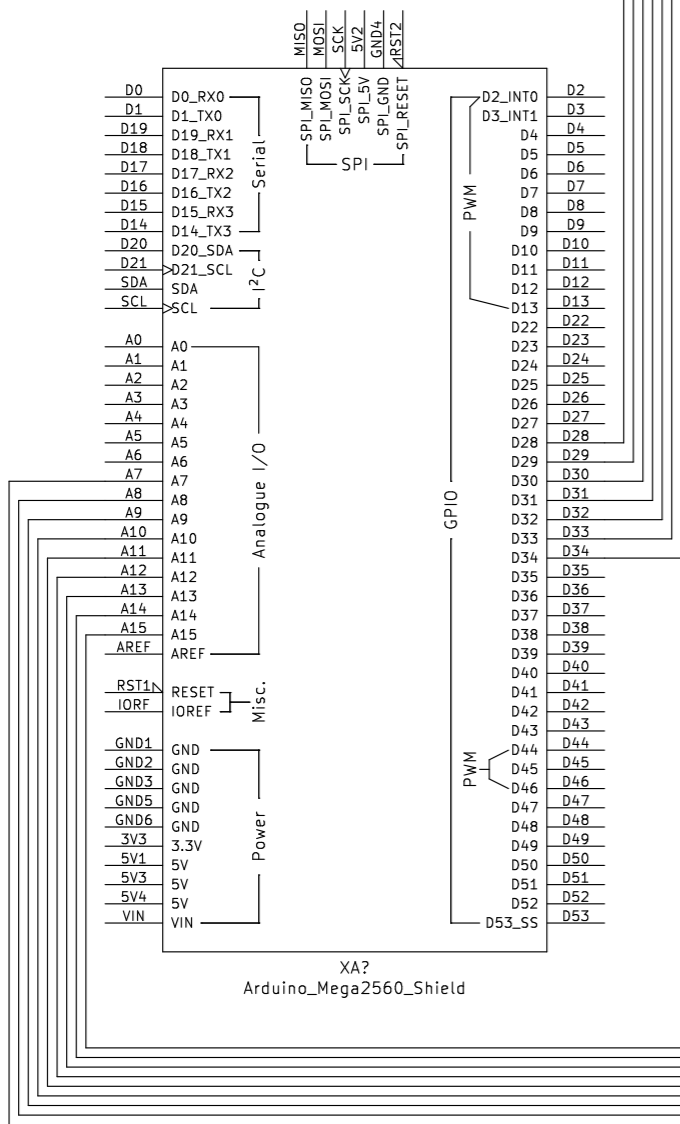 MISO
MOSI
SCK
5V2
GND4
RST2
SPI_MISO
SPI_MOSI
SPI_SCK
SPI_5V
SPI_GND
SPI_RESET
SPI
D0 D0_RX0
D1 D1_TX0
D19 D19_RX1
D18 D18_TX1
D17 D17_RX2
D16 D16_TX2
D15 D15_RX3
D14 D14_TX3
Serial
D20 D20_SDA
D21 D21_SCL
SDA SDA
SCL SCL
I²C
A0 A0
A1 A1
A2 A2
A3 A3
A4 A4
A5 A5
A6 A6
A7 A7
A8 A8
A9 A9
A10 A10
A11 A11
A12 A12
A13 A13
A14 A14
A15 A15
AREF AREF
Analogue I/O
RST1 RESET
IORF IOREF
Misc.
GND1 GND
GND2 GND
GND3 GND
GND5 GND
GND6 GND
3V3 3.3V
5V1 5V
5V3 5V
5V4 5V
VIN VIN
Power
D2_INT0 D2
D3_INT1 D3
D4 D4
D5 D5
D6 D6
D7 D7
D8 D8
D9 D9
D10 D10
D11 D11
D12 D12
D13 D13
PWM
D22 D22
D23 D23
D24 D24
D25 D25
D26 D26
D27 D27
D28 D28
D29 D29
D30 D30
D31 D31
D32 D32
D33 D33
D34 D34
D35 D35
D36 D36
D37 D37
D38 D38
D39 D39
D40 D40
D41 D41
D42 D42
D43 D43
D44 D44
D45 D45
D46 D46
PWM
D47 D47
D48 D48
D49 D49
D50 D50
D51 D51
D52 D52
D53_SS D53
GPIO
XA?
Arduino_Mega2560_Shield